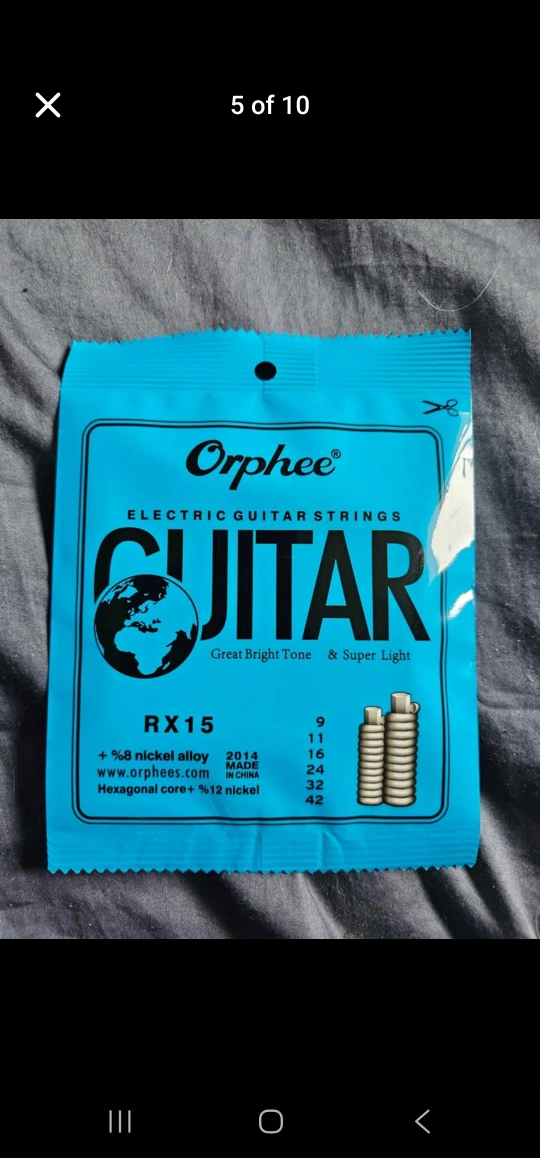 5 of 10
Orphee®
ELECTRIC GUITAR STRINGS
GUITAR
Great Bright Tone & Super Light
RX15
+ %8 nickel alloy
www.orphees.com
Hexagonal core+ %12 nickel
2014
MADE
IN CHINA
9
11
16
24
32
42